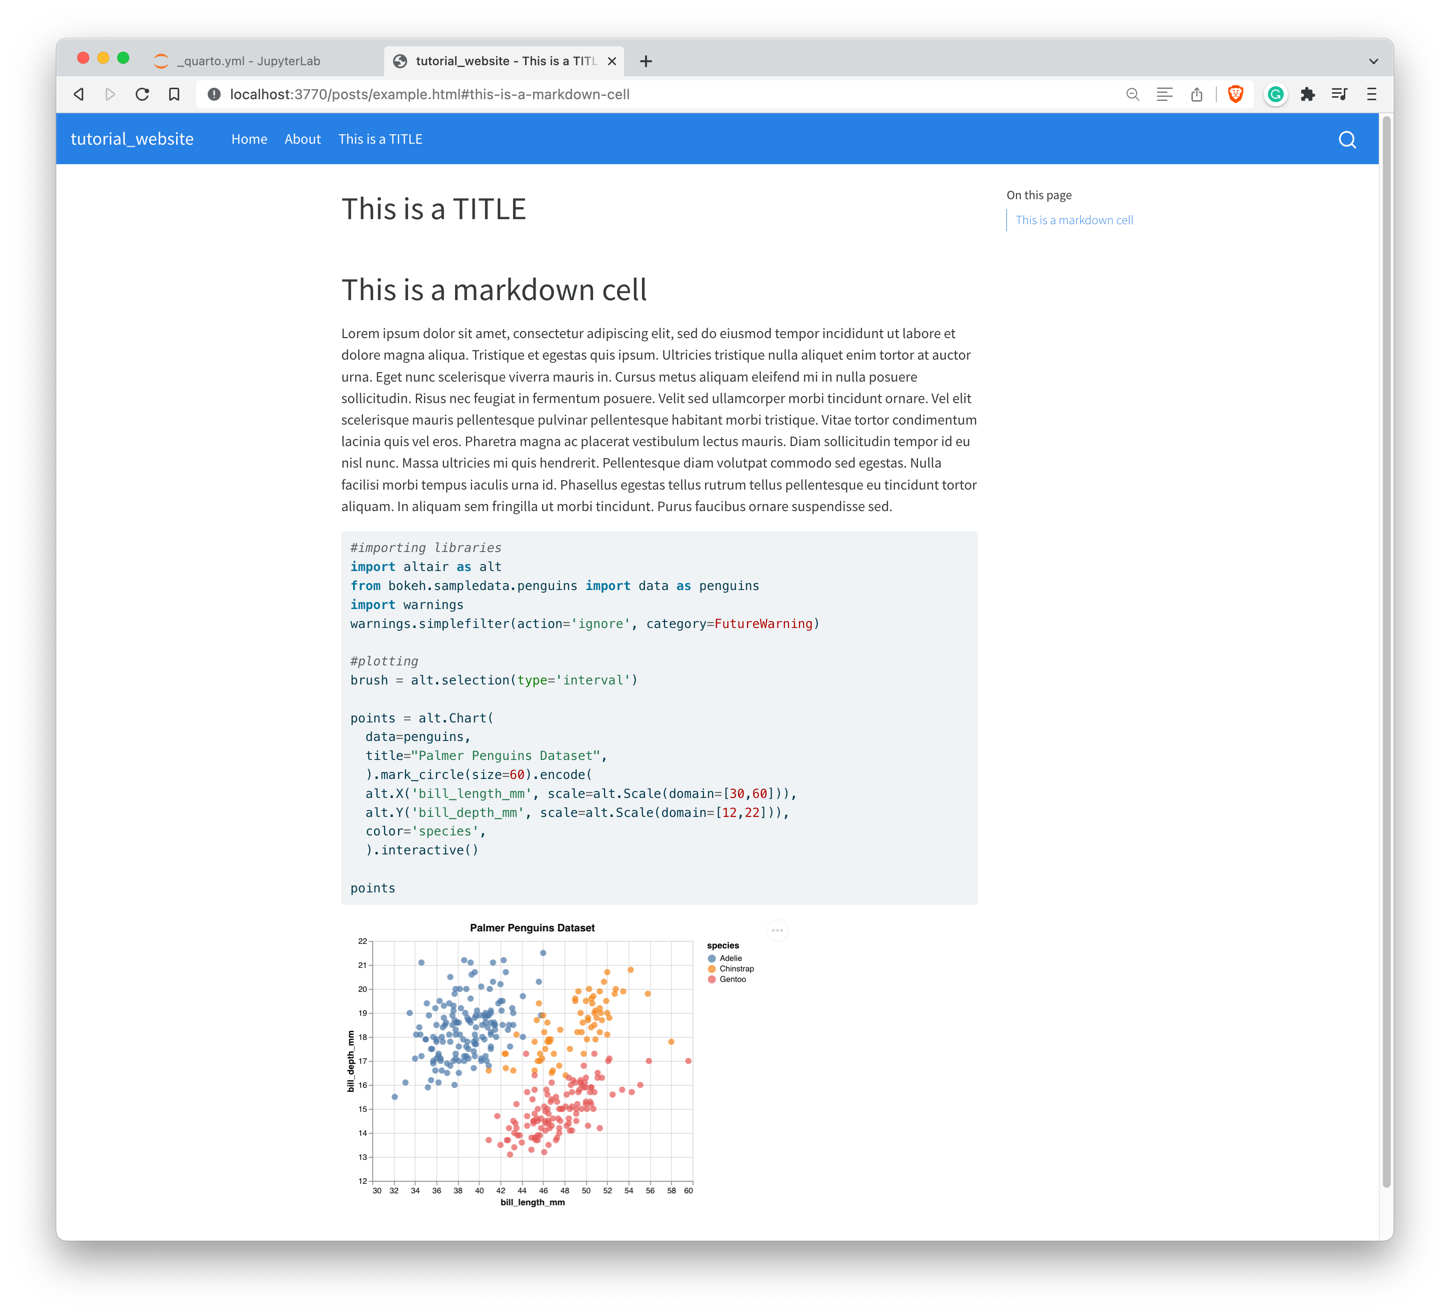 _quarto.yml - JupyterLab
tutorial_website - This is a TITL
localhost:3770/posts/example.html#this-is-a-markdown-cell
tutorial_website Home About This is a TITLE
This is a TITLE
On this page
This is a markdown cell
This is a markdown cell
Lorem ipsum dolor sit amet, consectetur adipiscing elit, sed do eiusmod tempor incididunt ut labore et
dolore magna aliqua. Tristique et egestas quis ipsum. Ultricies tristique nulla aliquet enim tortor at auctor
urna. Eget nunc scelerisque viverra mauris in. Cursus metus aliquam eleifend mi in nulla posuere
sollicitudin. Risus nec feugiat in fermentum posuere. Velit sed ullamcorper morbi tincidunt ornare. Vel elit
scelerisque mauris pellentesque pulvinar pellentesque habitant morbi tristique. Vitae tortor condimentum
lacinia quis vel eros. Pharetra magna ac placerat vestibulum lectus mauris. Diam sollicitudin tempor id eu
nisl nunc. Massa ultricies mi quis hendrerit. Pellentesque diam volutpat commodo sed egestas. Nulla
facilisi morbi tempus iaculis urna id. Phasellus egestas tellus rutrum tellus pellentesque eu tincidunt tortor
aliquam. In aliquam sem fringilla ut morbi tincidunt. Purus faucibus ornare suspendisse sed.
#importing libraries
import altair as alt
from bokeh.sampledata.penguins import data as penguins
import warnings
warnings.simplefilter(action='ignore', category=FutureWarning)
#plotting
brush = alt.selection(type='interval')
points = alt.Chart(
data=penguins,
title="Palmer Penguins Dataset",
).mark_circle(size=60).encode(
alt.X('bill_length_mm', scale=alt.Scale(domain=[30,60])),
alt.Y('bill_depth_mm', scale=alt.Scale(domain=[12,22])),
color='species',
).interactive()
points
Palmer Penguins Dataset
species
Adelie
Chinstrap
Gentoo
bill_depth_mm
22
21
20
19
18
17
16
15
14
13
12
30 32 34 36 38 40 42 44 46 48 50 52 54 56 58 60
bill_length_mm